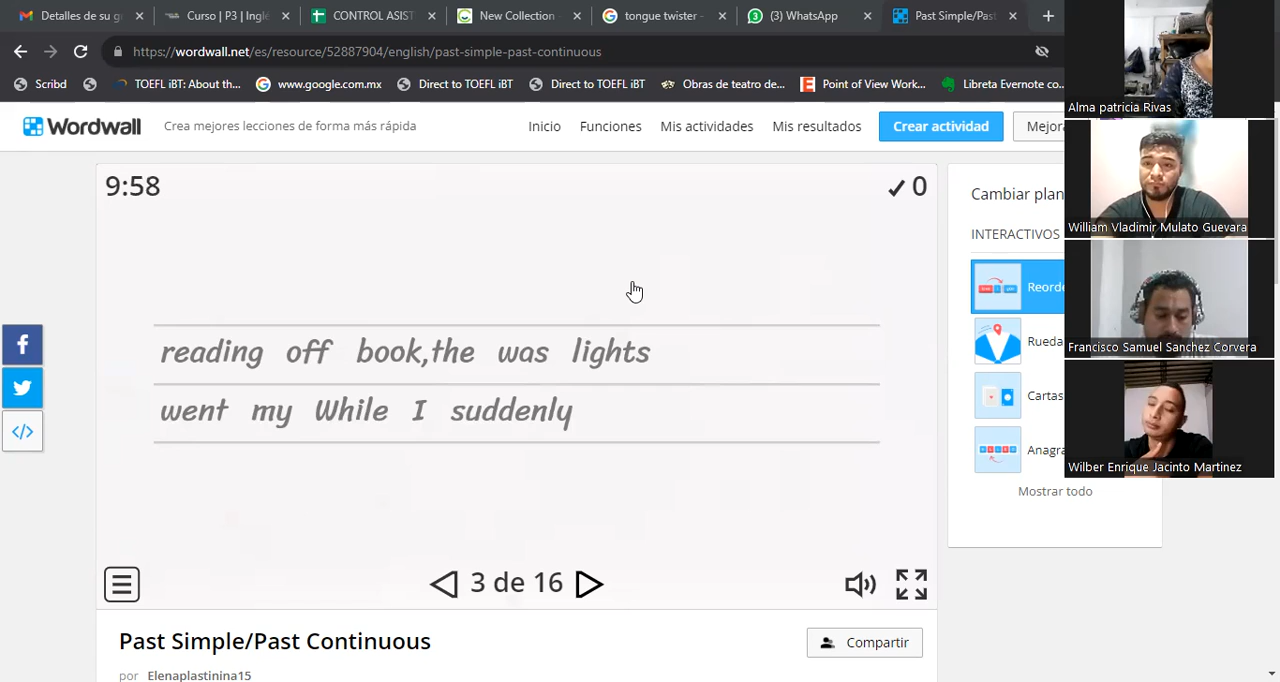 Detalles de su g
Curso | P3 | Inglé
CONTROL ASIST
New Collection -
tongue twister -
(3) WhatsApp
Past Simple/Past
https://wordwall.net/es/resource/52887904/english/past-simple-past-continuous
Scribd
TOEFL iBT: About th...
www.google.com.mx
Direct to TOEFL iBT
Direct to TOEFL iBT
Obras de teatro de...
Point of View Work...
Libreta Evernote co...
Wordwall
Crea mejores lecciones de forma más rápida
Inicio
Funciones
Mis actividades
Mis resultados
Crear actividad
Mejora
9:58
✓ 0
reading off book,the was lights
went my While I suddenly
3 de 16
Past Simple/Past Continuous
Compartir
por Elenaplastinina15
Cambiar plan
INTERACTIVOS
Reorde
Rueda
Cartas
Anagra
Mostrar todo
Alma patricia Rivas
William Vladimir Mulato Guevara
Francisco Samuel Sanchez Corvera
Wilber Enrique Jacinto Martinez